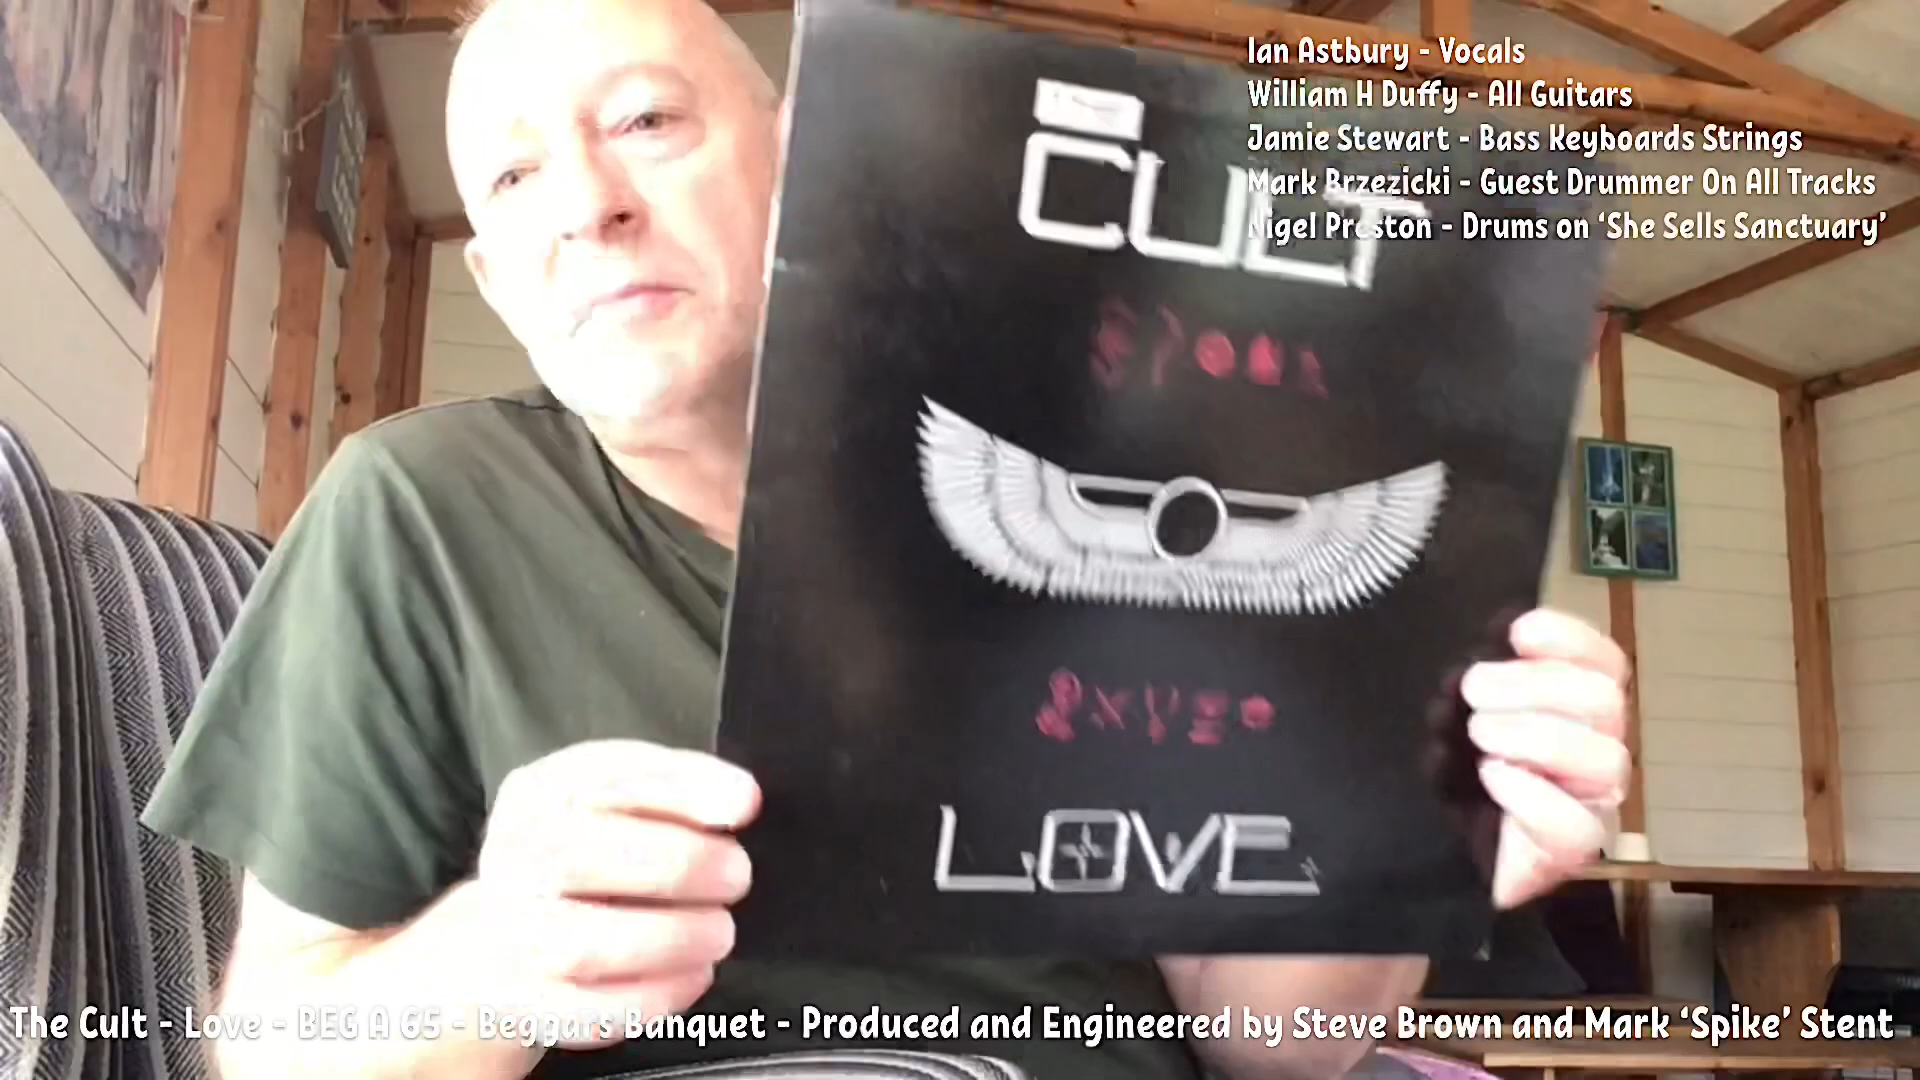 Ian Astbury - Vocals
William H Duffy - All Guitars
Jamie Stewart - Bass Keyboards Strings
Mark Brzezicki - Guest Drummer On All Tracks
Nigel Preston - Drums on ‘She Sells Sanctuary’
CULT
LOVE
The Cult - Love - BEG A 65 - Beggars Banquet - Produced and Engineered by Steve Brown and Mark ‘Spike’ Stent